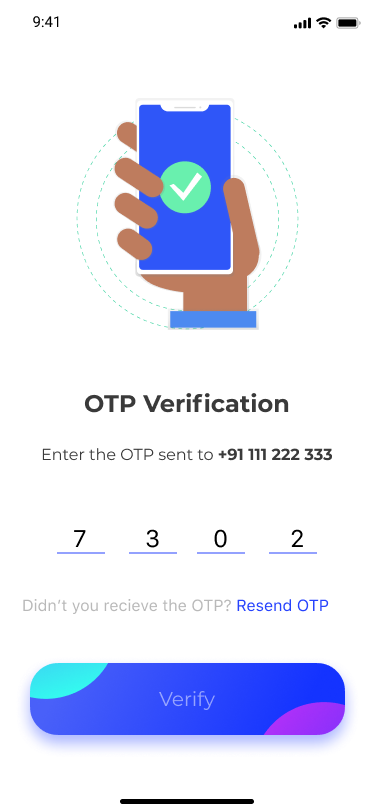 9:41
OTP Verification
Enter the OTP sent to +91 111 222 333
7 3 0 2
Didn't you recieve the OTP? Resend OTP
Verify